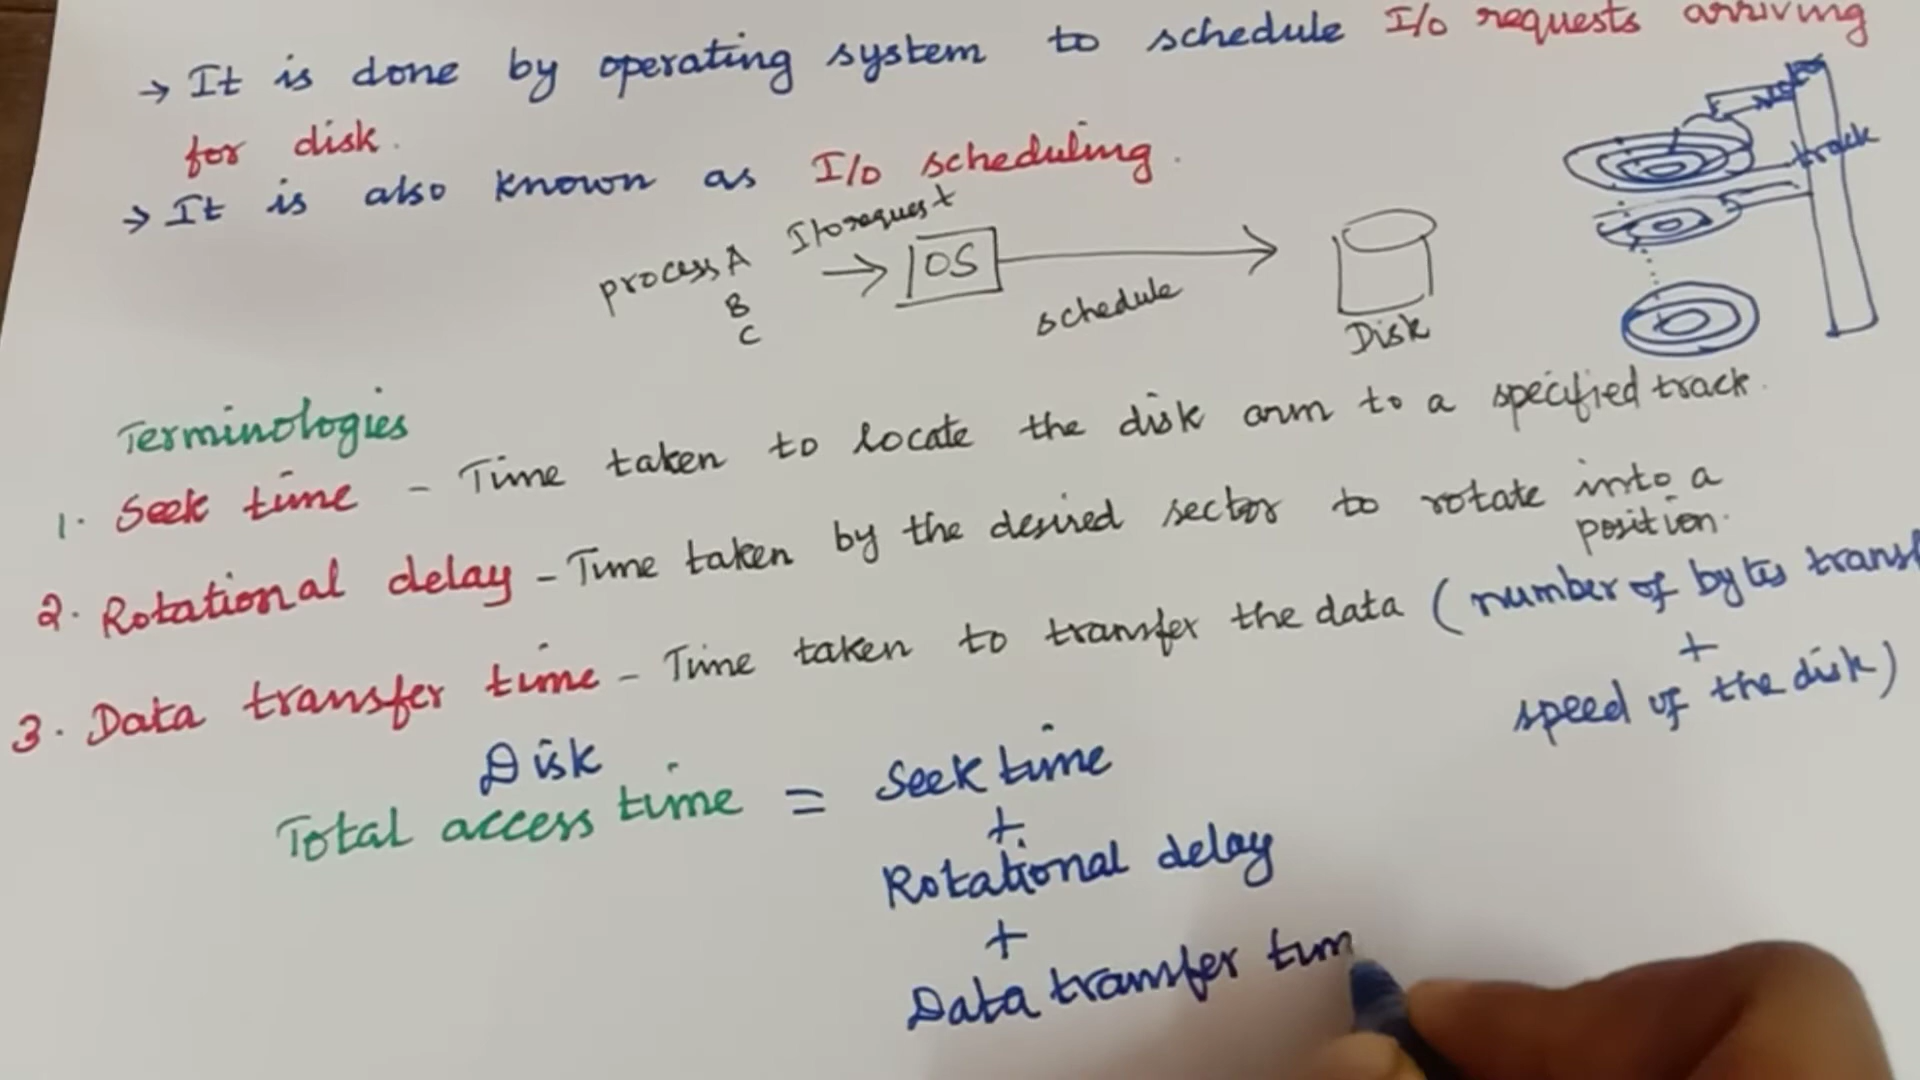 → It is done by operating system to schedule I/o requests arriving
for disk.
→ It is also known as I/o scheduling.
process A I/o request → OS schedule
B
C
Disk
track
Terminologies
1. Seek time - Time taken to locate the disk arm to a specified track.
2. Rotational delay - Time taken by the desired sector to rotate into a
position.
3. Data transfer time - Time taken to transfer the data (number of bytes transf
+
speed of the disk)
Disk
Total access time = Seek time
+
Rotational delay
+
Data transfer tim